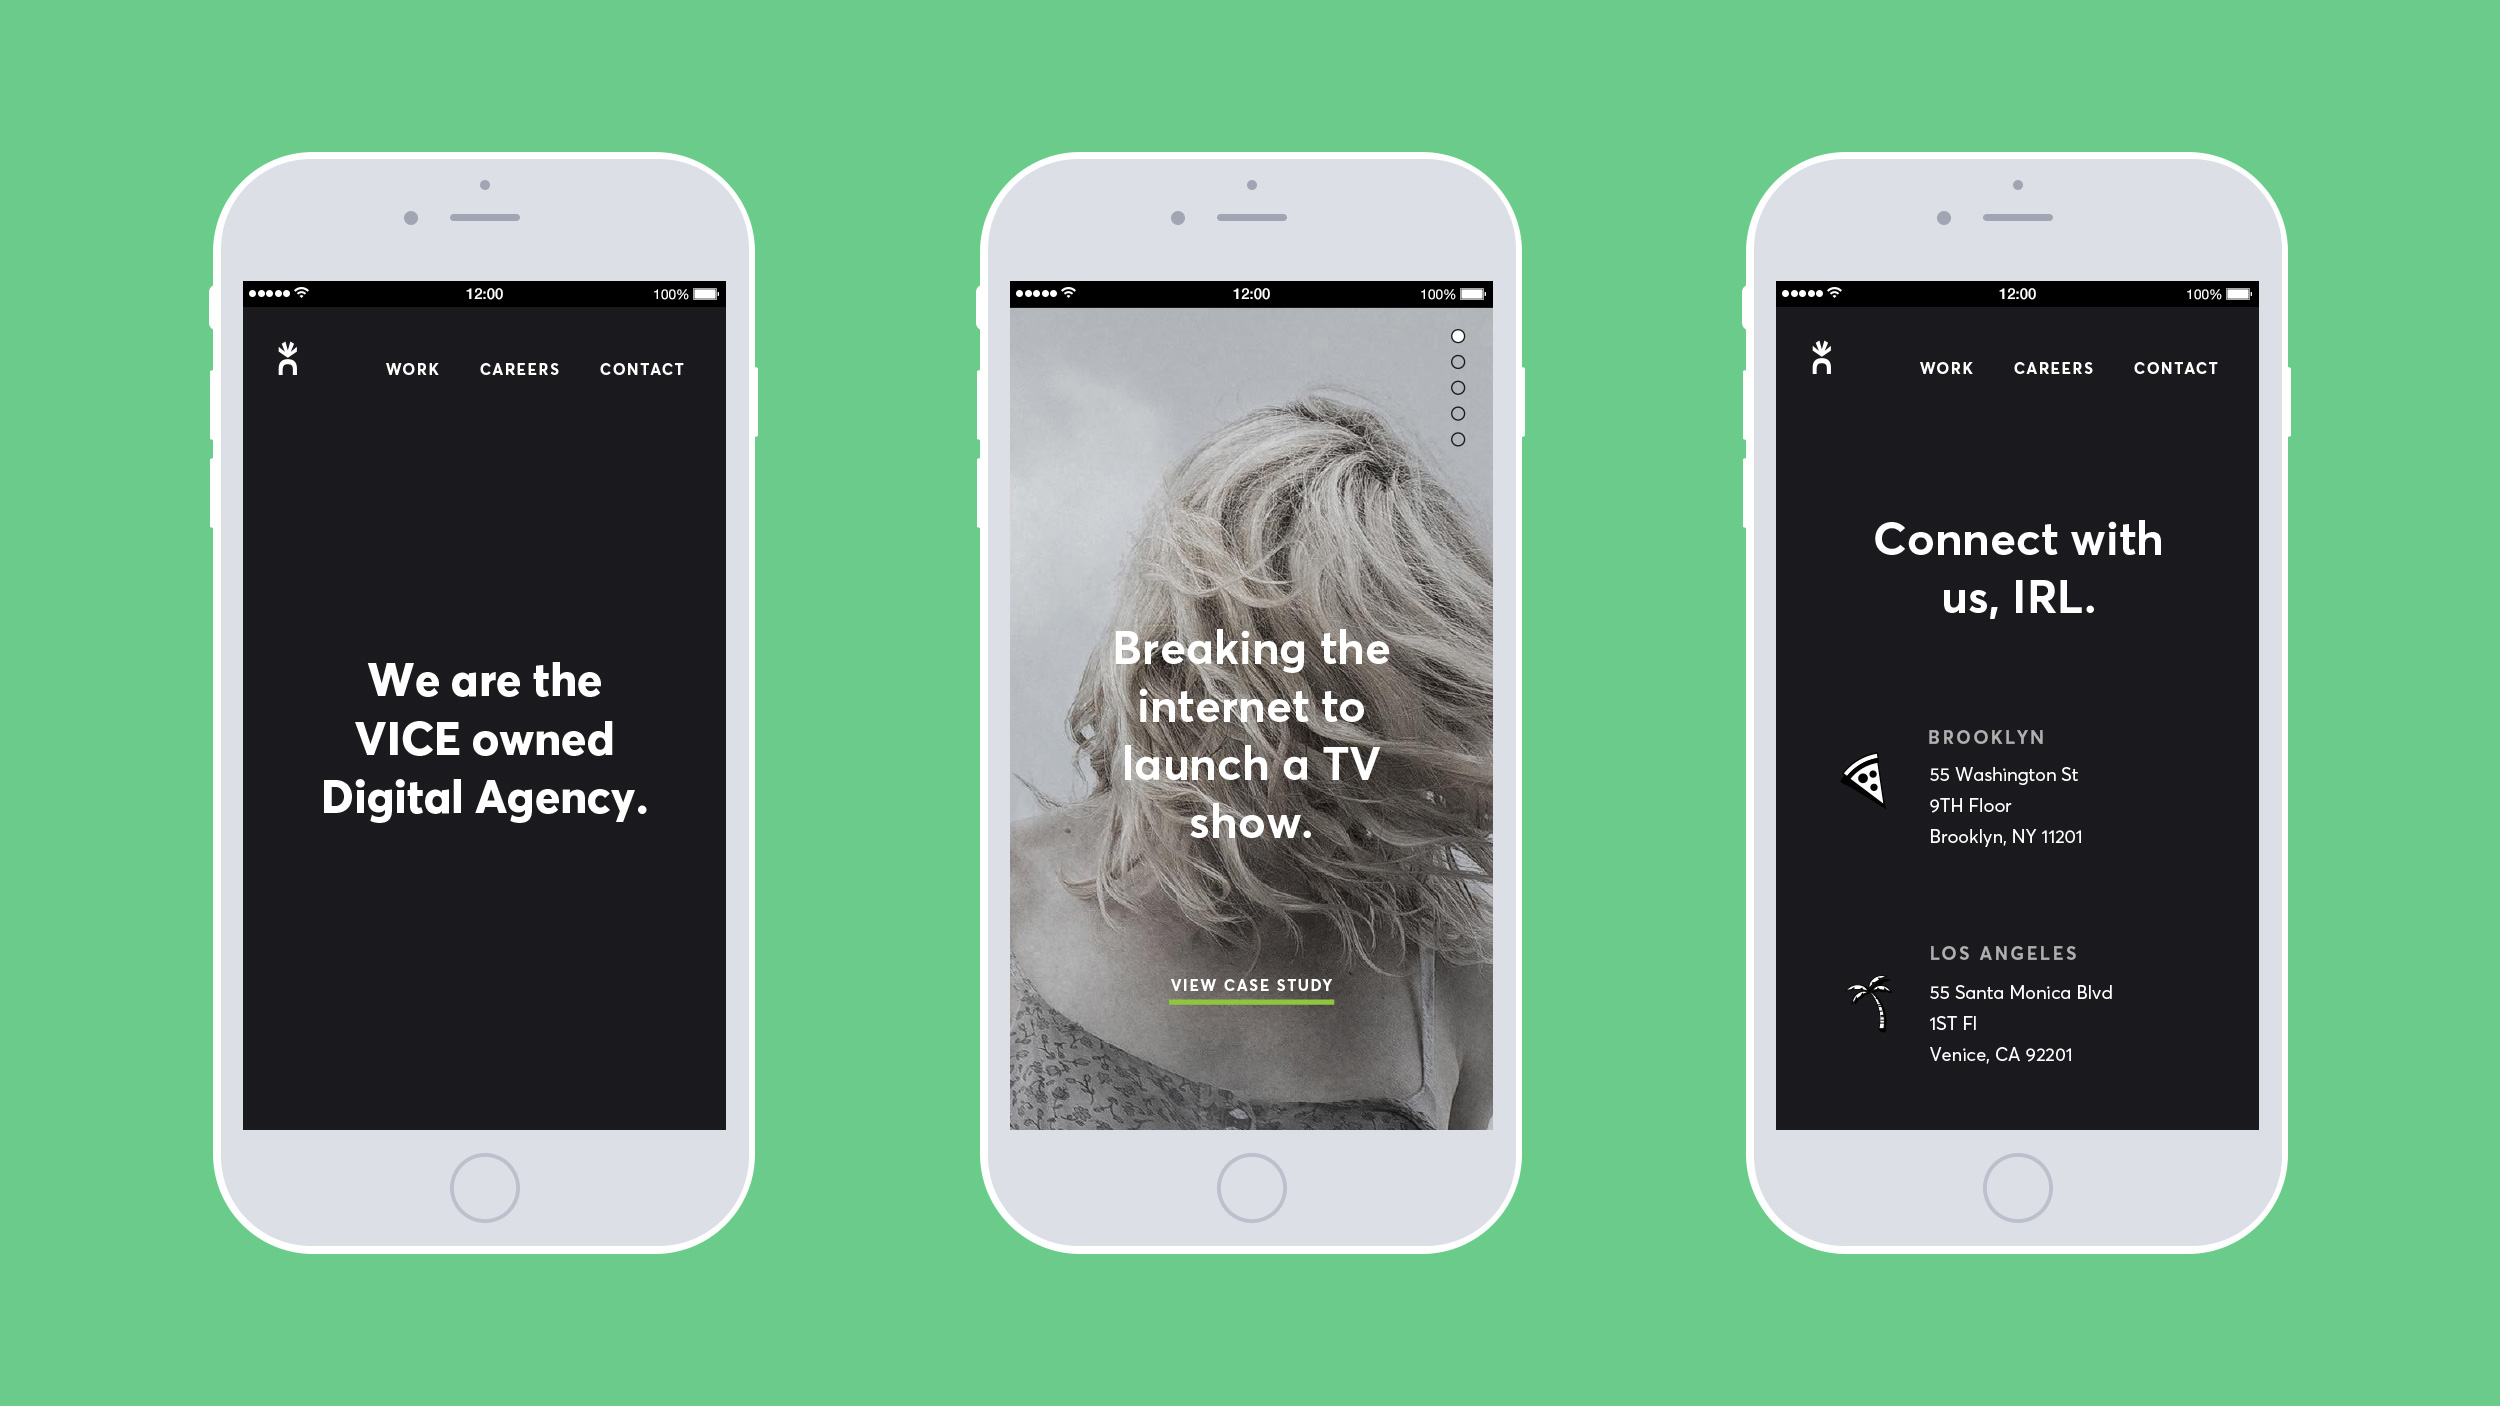 12:00
100%
WORK CAREERS CONTACT
We are the
VICE owned
Digital Agency.
12:00
100%
Breaking the
internet to
launch a TV
show.
VIEW CASE STUDY
12:00
100%
WORK CAREERS CONTACT
Connect with
us, IRL.
BROOKLYN
55 Washington St
9TH Floor
Brooklyn, NY 11201
LOS ANGELES
55 Santa Monica Blvd
1ST Fl
Venice, CA 92201